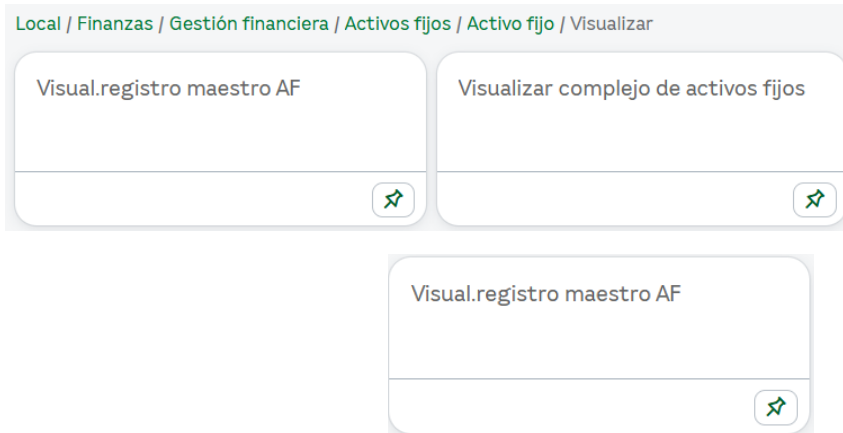 Local / Finanzas / Gestión financiera / Activos fijos / Activo fijo / Visualizar
Visual.registro maestro AF
Visualizar complejo de activos fijos
Visual.registro maestro AF